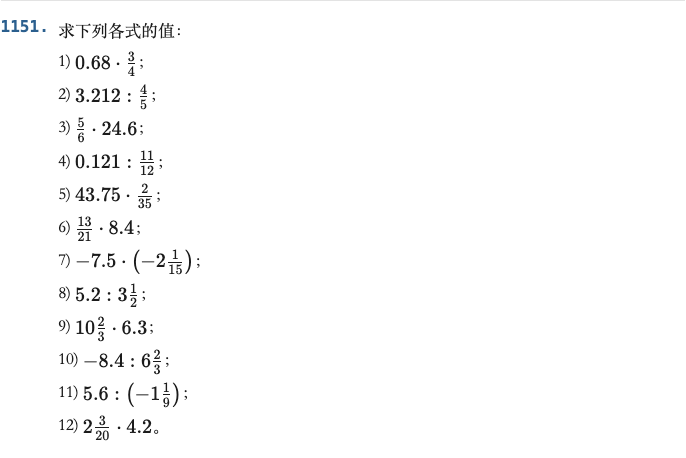 1151. 求下列各式的值：
1) 0.68 · 3/4 ;
2) 3.212 : 4/5 ;
3) 5/6 · 24.6 ;
4) 0.121 : 11/12 ;
5) 43.75 · 2/35 ;
6) 13/21 · 8.4 ;
7) −7.5 · (−2 1/15) ;
8) 5.2 : 3 1/2 ;
9) 10 2/3 · 6.3 ;
10) −8.4 : 6 2/3 ;
11) 5.6 : (−1 1/9) ;
12) 2 3/20 · 4.2。